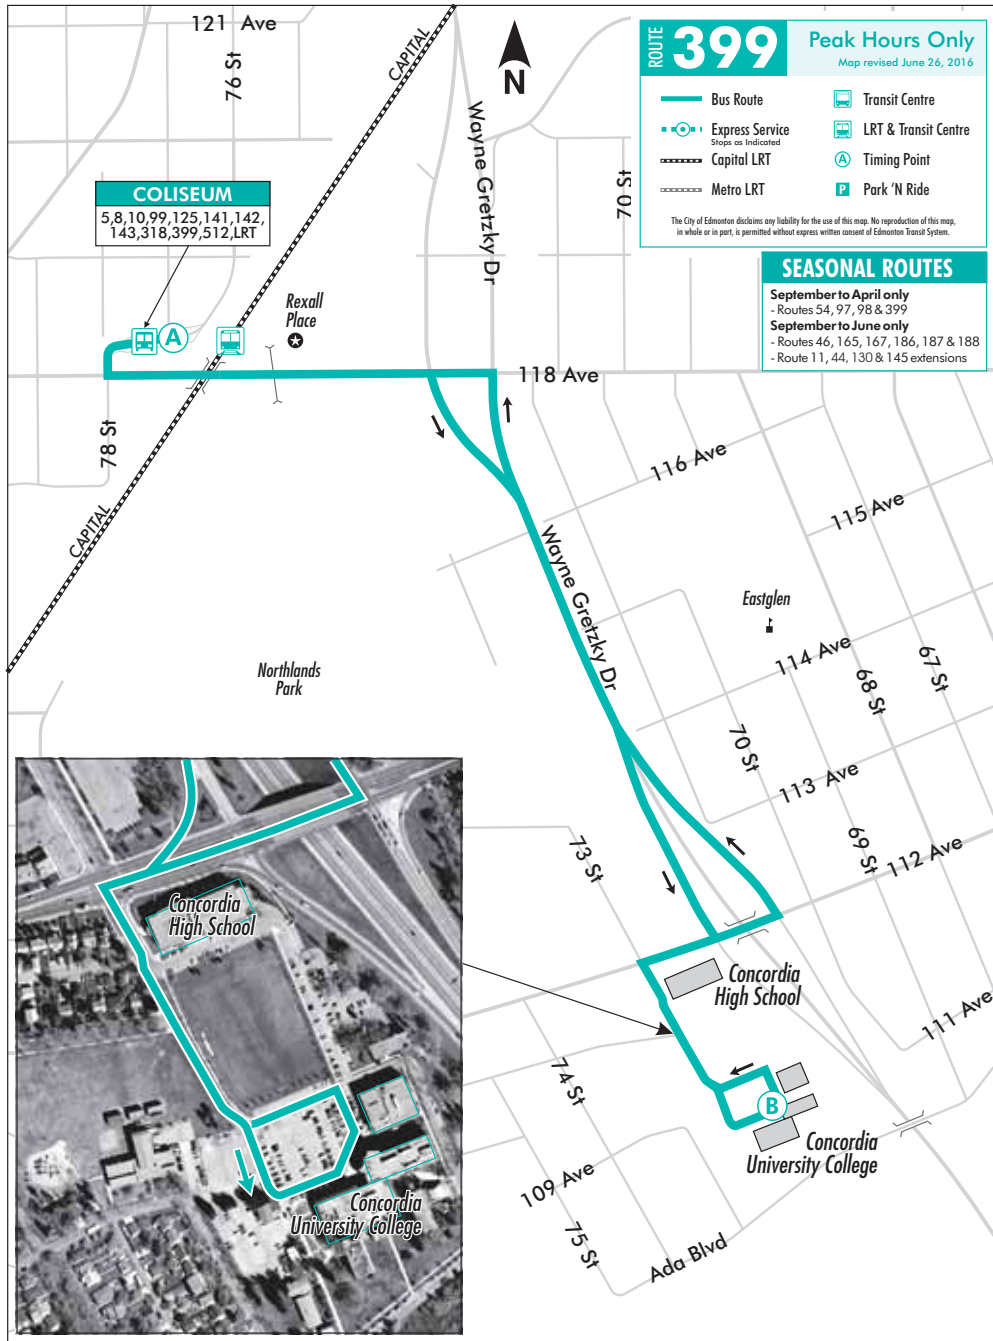 121 Ave
76 St
CAPITAL
N
Wayne Gretzky Dr
70 St
ROUTE 399
Peak Hours Only
Map revised June 26, 2016
Bus Route
Express Service
Stops as Indicated
Capital LRT
Metro LRT
Transit Centre
LRT & Transit Centre
A Timing Point
P Park 'N Ride
The City of Edmonton disclaims any liability for the use of this map. No reproduction of this map,
in whole or in part, is permitted without express written consent of Edmonton Transit System.
SEASONAL ROUTES
September to April only
- Routes 54, 97, 98 & 399
September to June only
- Routes 46, 165, 167, 186, 187 & 188
- Route 11, 44, 130 & 145 extensions
COLISEUM
5,8,10,99,125,141,142,
143,318,399,512,LRT
Rexall
Place
A
118 Ave
78 St
CAPITAL
116 Ave
115 Ave
Wayne Gretzky Dr
Eastglen
114 Ave
67 St
68 St
Northlands
Park
70 St
113 Ave
69 St
112 Ave
73 St
Concordia
High School
Concordia
High School
111 Ave
74 St
B
Concordia
University College
109 Ave
75 St
Ada Blvd
Concordia
University College